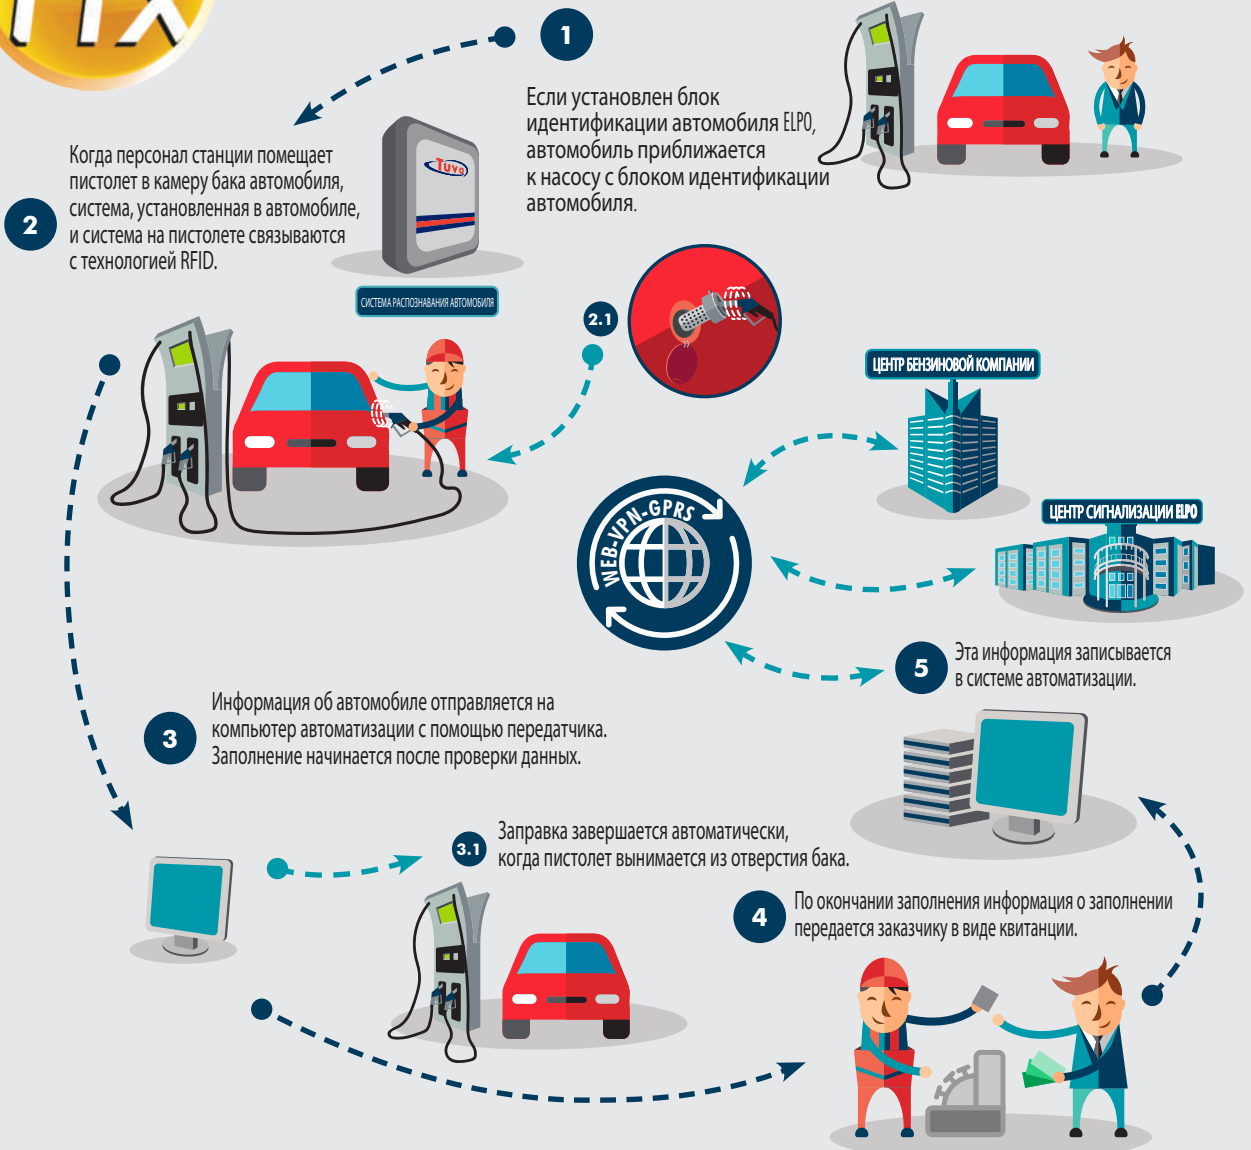 1
Если установлен блок
идентификации автомобиля ELPO,
автомобиль приближается
к насосу с блоком идентификации
автомобиля.
2
Когда персонал станции помещает
пистолет в камеру бака автомобиля,
система, установленная в автомобиле,
и система на пистолете связываются
с технологией RFID.
СИСТЕМА РАСПОЗНАВАНИЯ АВТОМОБИЛЯ
2.1
ЦЕНТР БЕНЗИНОВОЙ КОМПАНИИ
ЦЕНТР СИГНАЛИЗАЦИИ ELPO
WEB-VPN-GPRS
3
Информация об автомобиле отправляется на
компьютер автоматизации с помощью передатчика.
Заполнение начинается после проверки данных.
3.1
Заправка завершается автоматически,
когда пистолет вынимается из отверстия бака.
4
По окончании заполнения информация о заполнении
передается заказчику в виде квитанции.
5
Эта информация записывается
в системе автоматизации.